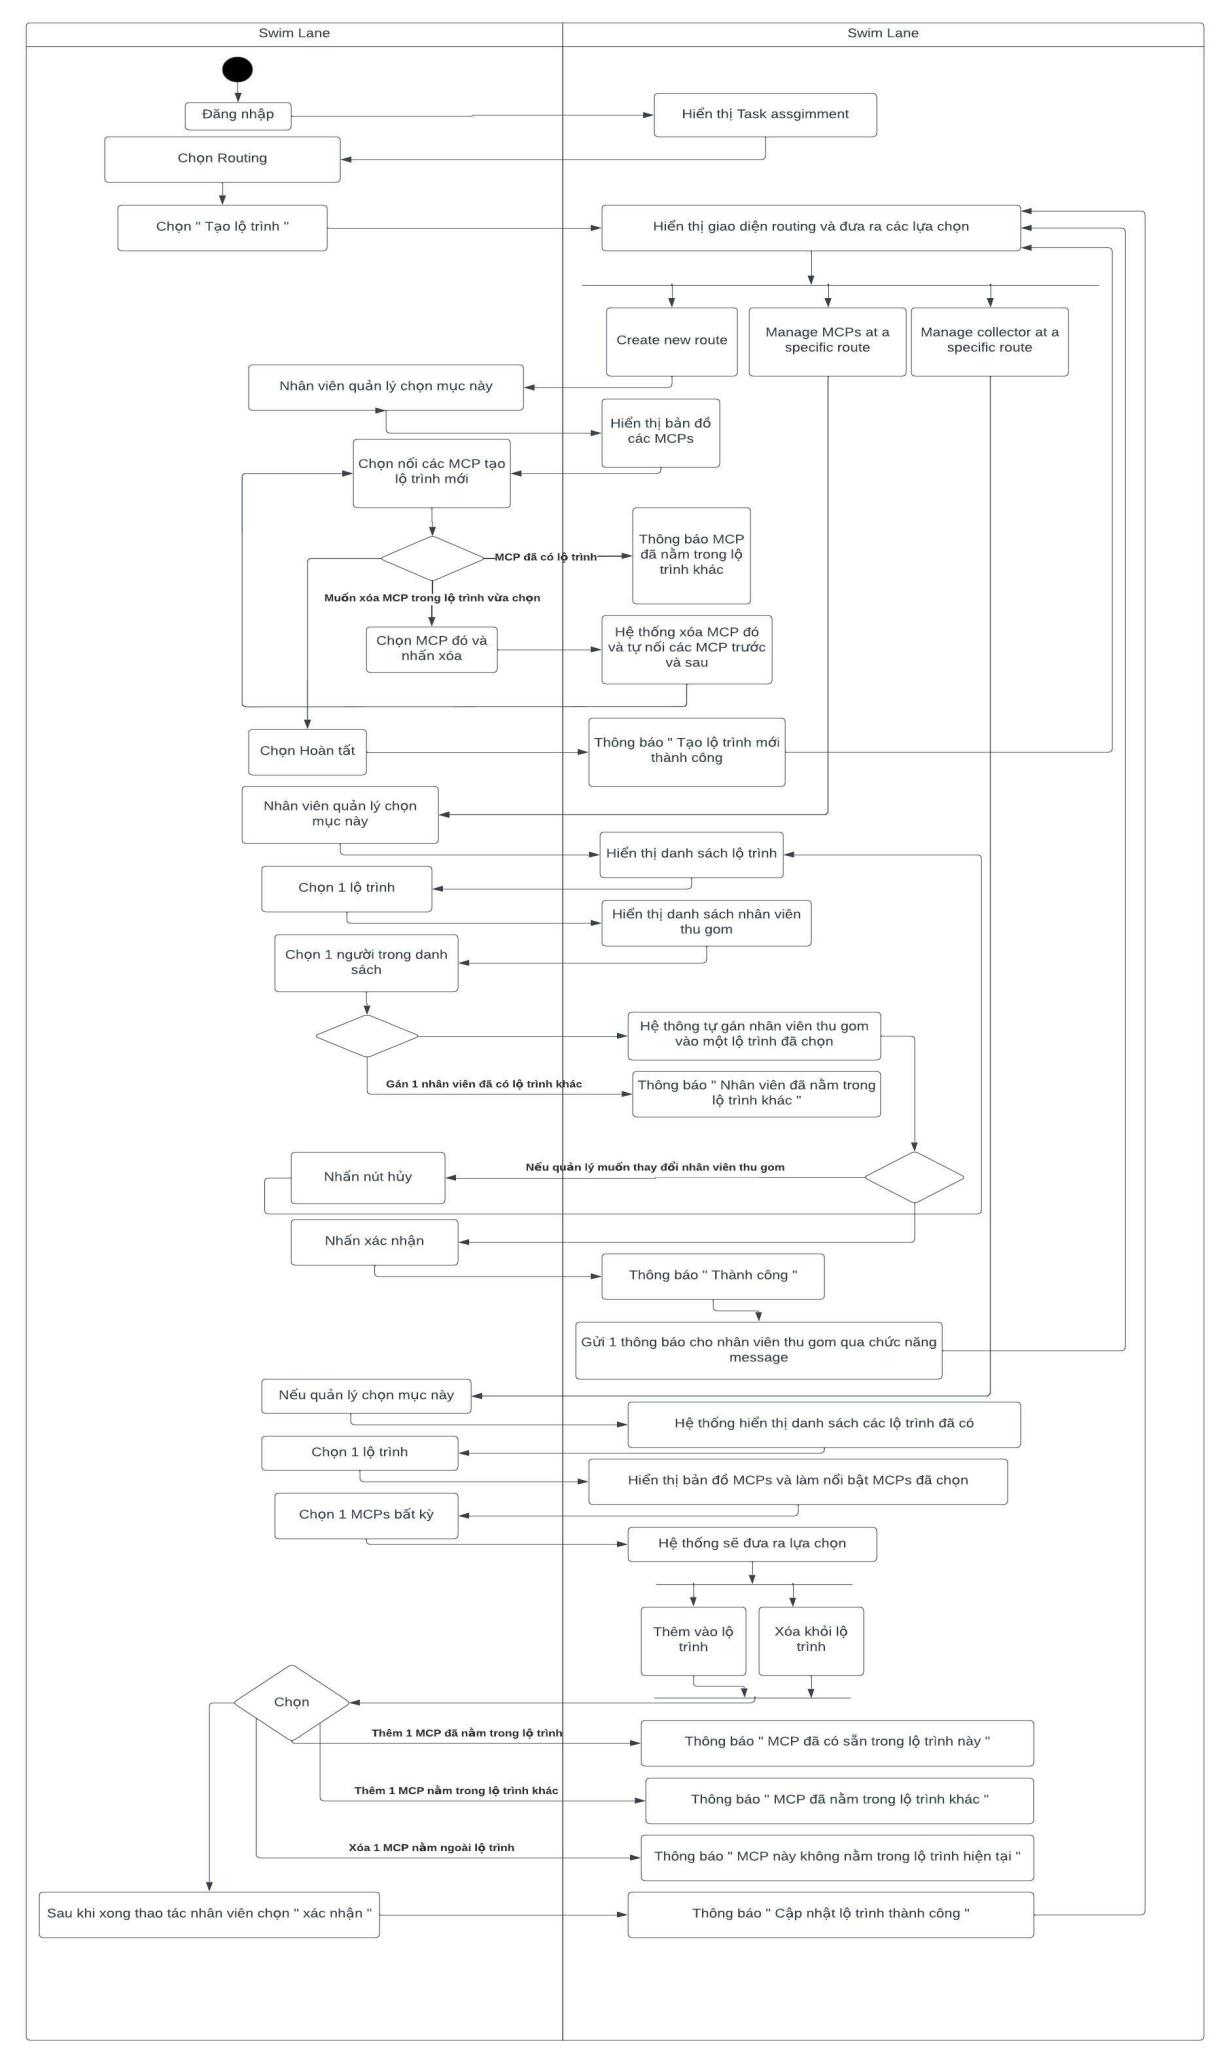 Swim Lane
Swim Lane
Đăng nhập
Hiển thị Task assgimment
Chọn Routing
Chọn " Tạo lộ trình "
Hiển thị giao diện routing và đưa ra các lựa chọn
Create new route
Manage MCPs at a
specific route
Manage collector at a
specific route
Nhân viên quản lý chọn mục này
Hiển thị bản đồ
các MCPs
Chọn nối các MCP tạo
lộ trình mới
MCP đã có lộ trình
Thông báo MCP
đã nằm trong lộ
trình khác
Muốn xóa MCP trong lộ trình vừa chọn
Chọn MCP đó và
nhấn xóa
Hệ thống xóa MCP đó
và tự nối các MCP trước
và sau
Chọn Hoàn tất
Thông báo " Tạo lộ trình mới
thành công
Nhân viên quản lý chọn
mục này
Hiển thị danh sách lộ trình
Chọn 1 lộ trình
Hiển thị danh sách nhân viên
thu gom
Chọn 1 người trong danh
sách
Hệ thông tự gán nhân viên thu gom
vào một lộ trình đã chọn
Gán 1 nhân viên đã có lộ trình khác
Thông báo " Nhân viên đã nằm trong
lộ trình khác "
Nếu quản lý muốn thay đổi nhân viên thu gom
Nhấn nút hủy
Nhấn xác nhận
Thông báo " Thành công "
Gửi 1 thông báo cho nhân viên thu gom qua chức năng
message
Nếu quản lý chọn mục này
Hệ thống hiển thị danh sách các lộ trình đã có
Chọn 1 lộ trình
Hiển thị bản đồ MCPs và làm nổi bật MCPs đã chọn
Chọn 1 MCPs bất kỳ
Hệ thống sẽ đưa ra lựa chọn
Thêm vào lộ
trình
Xóa khỏi lộ
trình
Chọn
Thêm 1 MCP đã nằm trong lộ trình
Thông báo " MCP đã có sẵn trong lộ trình này "
Thêm 1 MCP nằm trong lộ trình khác
Thông báo " MCP đã nằm trong lộ trình khác "
Xóa 1 MCP nằm ngoài lộ trình
Thông báo " MCP này không nằm trong lộ trình hiện tại "
Sau khi xong thao tác nhân viên chọn " xác nhận "
Thông báo " Cập nhật lộ trình thành công "